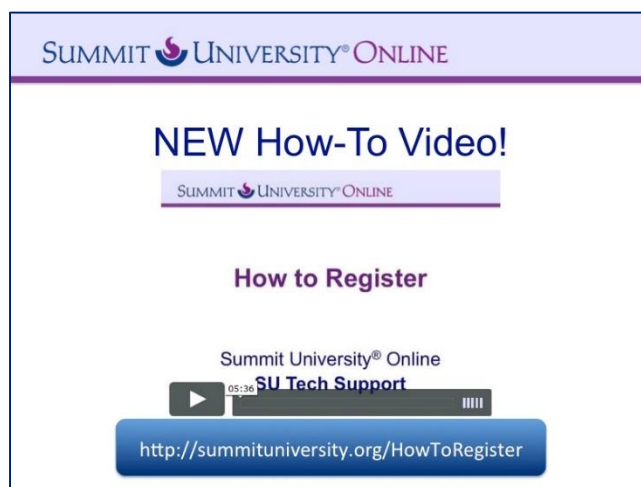 SUMMIT UNIVERSITY® ONLINE
NEW How-To Video!
SUMMIT UNIVERSITY® ONLINE
How to Register
Summit University® Online
SU Tech Support
05:36
http://summituniversity.org/HowToRegister